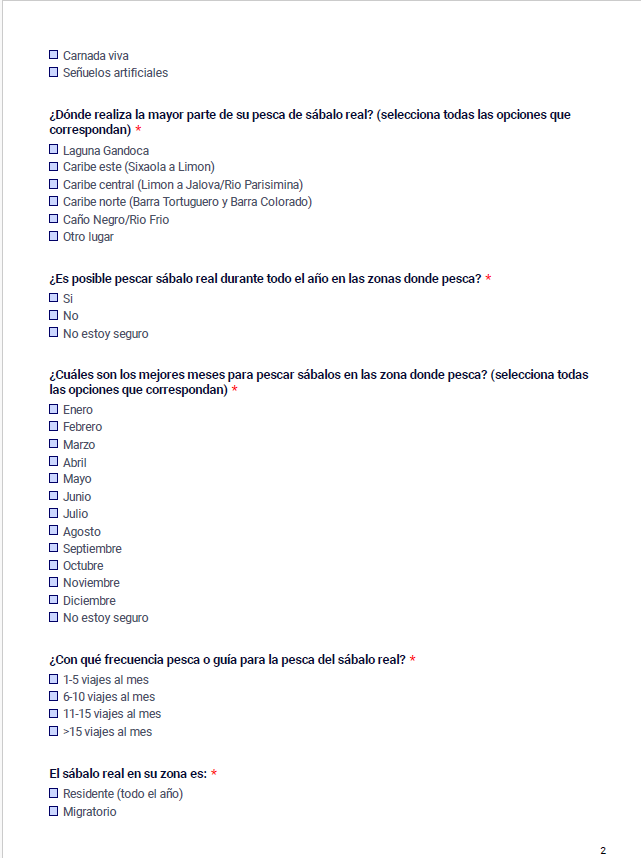 Carnada viva
Señuelos artificiales
¿Dónde realiza la mayor parte de su pesca de sábalo real? (selecciona todas las opciones que
correspondan) *
Laguna Gandoca
Caribe este (Sixaola a Limon)
Caribe central (Limon a Jalova/Rio Parisimina)
Caribe norte (Barra Tortuguero y Barra Colorado)
Caño Negro/Rio Frio
Otro lugar
¿Es posible pescar sábalo real durante todo el año en las zonas donde pesca? *
Si
No
No estoy seguro
¿Cuáles son los mejores meses para pescar sábalos en las zona donde pesca? (selecciona todas
las opciones que correspondan) *
Enero
Febrero
Marzo
Abril
Mayo
Junio
Julio
Agosto
Septiembre
Octubre
Noviembre
Diciembre
No estoy seguro
¿Con qué frecuencia pesca o guía para la pesca del sábalo real? *
1-5 viajes al mes
6-10 viajes al mes
11-15 viajes al mes
>15 viajes al mes
El sábalo real en su zona es: *
Residente (todo el año)
Migratorio
2